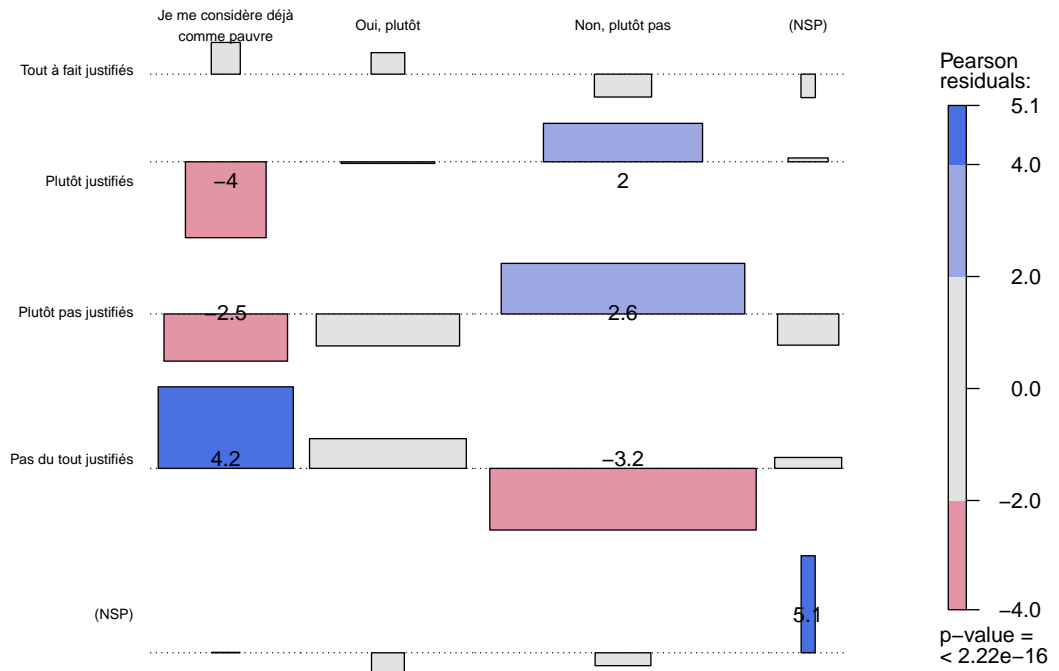 Je me considère déjà
comme pauvre
Oui, plutôt
Non, plutôt pas
(NSP)
Tout à fait justifiés
Plutôt justifiés
−4
2
Plutôt pas justifiés
−2.5
2.6
Pas du tout justifiés
4.2
−3.2
(NSP)
5.1
Pearson
residuals:
5.1
4.0
2.0
0.0
−2.0
−4.0
p−value =
< 2.22e−16